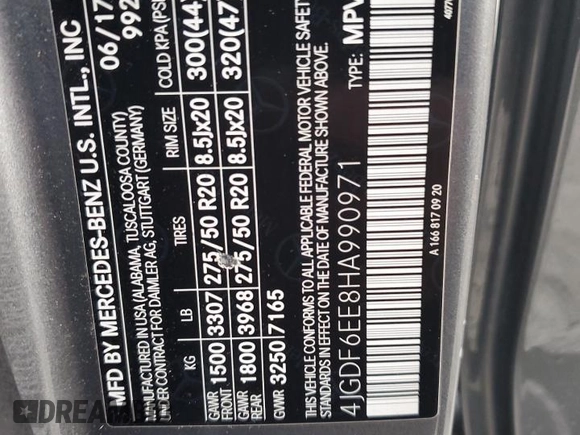 MFD BY MERCEDES-BENZ U.S. INTL., INC 06/17
MANUFACTURED IN USA (ALABAMA, TUSCALOOSA COUNTY) 992
UNDER CONTRACT FOR DAIMLER AG, STUTTGART (GERMANY)
KG LB TIRES RIM SIZE COLD KPA (PSI
GAWR FRONT 1500 3307 275/50 R20 8.5Jx20 300(44
GAWR REAR 1800 3968 275/50 R20 8.5Jx20 320(47
GVWR 3250 7165
THIS VEHICLE CONFORMS TO ALL APPLICABLE FEDERAL MOTOR VEHICLE SAFETY
STANDARDS IN EFFECT ON THE DATE OF MANUFACTURE SHOWN ABOVE.
4JGDF6EE8HA990971 TYPE: MPV
A 166 817 09 20
DREAM